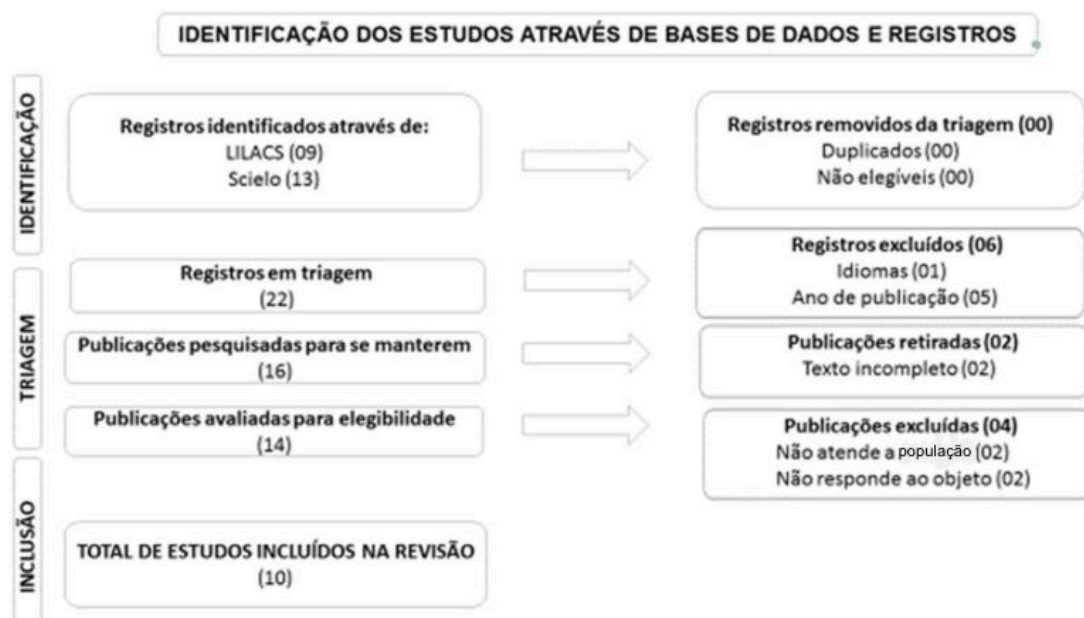 IDENTIFICAÇÃO DOS ESTUDOS ATRAVÉS DE BASES DE DADOS E REGISTROS
IDENTIFICAÇÃO
Registros identificados através de:
LILACS (09)
Scielo (13)
Registros removidos da triagem (00)
Duplicados (00)
Não elegíveis (00)
TRIAGEM
Registros em triagem
(22)
Registros excluídos (06)
Idiomas (01)
Ano de publicação (05)
Publicações pesquisadas para se manterem
(16)
Publicações retiradas (02)
Texto incompleto (02)
Publicações avaliadas para elegibilidade
(14)
Publicações excluídas (04)
Não atende a população (02)
Não responde ao objeto (02)
INCLUSÃO
TOTAL DE ESTUDOS INCLUÍDOS NA REVISÃO
(10)